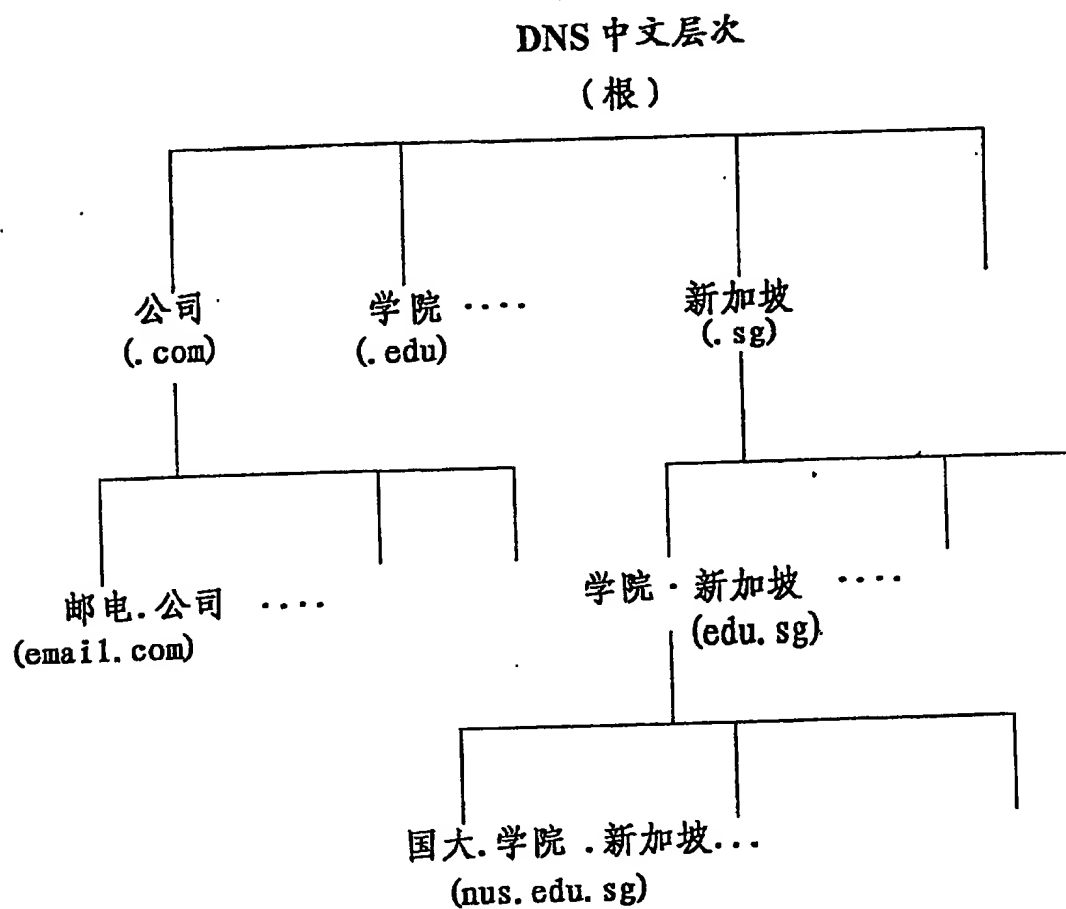 DNS 中文层次
(根)
公司 学院 ···· 新加坡
(.com) (.edu) (.sg)
邮电.公司 ···· 学院·新加坡 ····
(email.com) (edu.sg)
国大.学院.新加坡...
(nus.edu.sg)